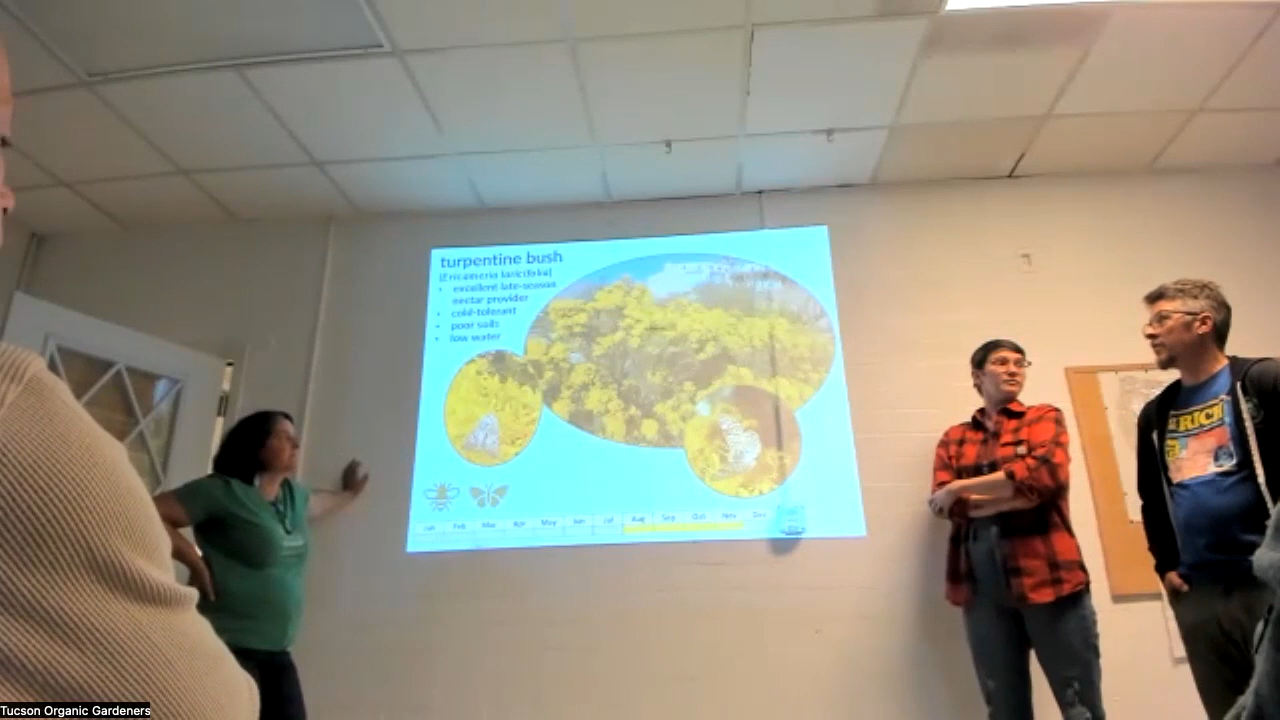 turpentine bush
(Ericameria laricifolia)
• excellent late-season
nectar provider
• cold-tolerant
• poor soils
• low water
Jan Feb Mar Apr May Jun Jul Aug Sep Oct Nov Dec
RICH
Tucson Organic Gardeners